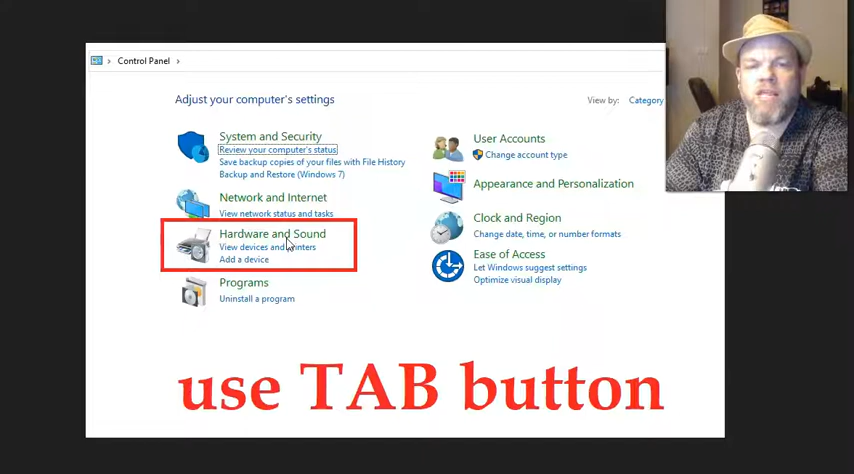 Control Panel
Adjust your computer's settings
View by: Category
System and Security
Review your computer's status
Save backup copies of your files with File History
Backup and Restore (Windows 7)
Network and Internet
View network status and tasks
Hardware and Sound
View devices and printers
Add a device
Programs
Uninstall a program
User Accounts
Change account type
Appearance and Personalization
Clock and Region
Change date, time, or number formats
Ease of Access
Let Windows suggest settings
Optimize visual display
use TAB button